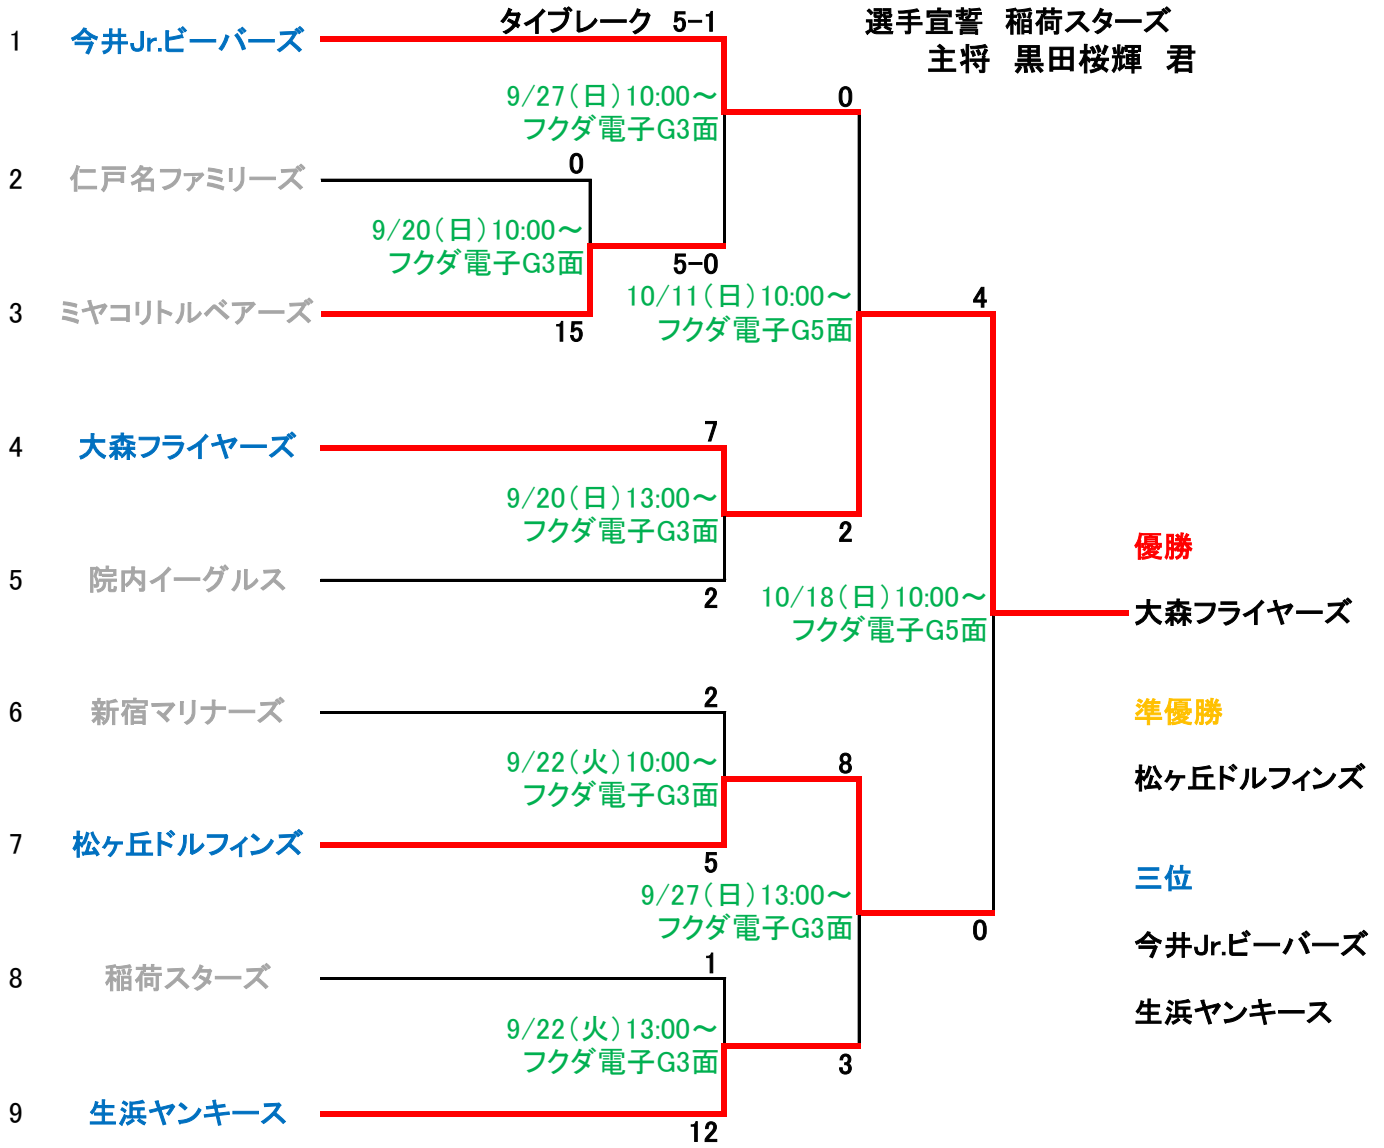 タイブレーク 5-1
選手宣誓 稲荷スターズ
主将 黒田桜輝 君
1 今井Jr.ビーバーズ
9/27(日)10:00～
フクダ電子G3面
0
2 仁戸名ファミリーズ
0
9/20(日)10:00～
フクダ電子G3面
5-0
3 ミヤコリトルベアーズ
15
10/11(日)10:00～
フクダ電子G5面
4
4 大森フライヤーズ
7
9/20(日)13:00～
フクダ電子G3面
2
5 院内イーグルス
2
10/18(日)10:00～
フクダ電子G5面
優勝
大森フライヤーズ
6 新宿マリナーズ
2
9/22(火)10:00～
フクダ電子G3面
8
準優勝
松ヶ丘ドルフィンズ
7 松ヶ丘ドルフィンズ
5
9/27(日)13:00～
フクダ電子G3面
0
三位
今井Jr.ビーバーズ
生浜ヤンキース
8 稲荷スターズ
1
9/22(火)13:00～
フクダ電子G3面
3
9 生浜ヤンキース
12